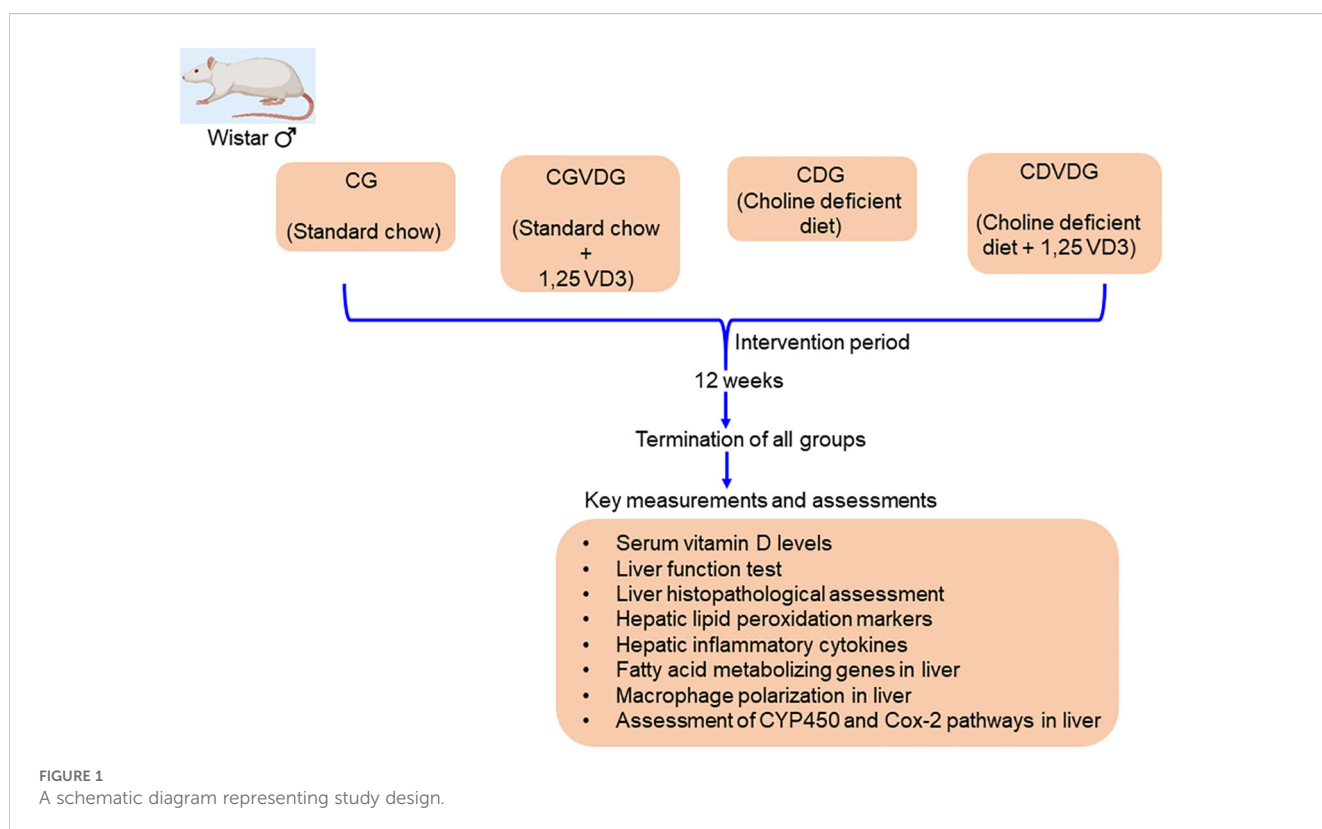 Wistar ♂
CG
(Standard chow)
CGVDG
(Standard chow
+
1,25 VD3)
CDG
(Choline deficient
diet)
CDVDG
(Choline deficient
diet + 1,25 VD3)
Intervention period
12 weeks
Termination of all groups
Key measurements and assessments
• Serum vitamin D levels
• Liver function test
• Liver histopathological assessment
• Hepatic lipid peroxidation markers
• Hepatic inflammatory cytokines
• Fatty acid metabolizing genes in liver
• Macrophage polarization in liver
• Assessment of CYP450 and Cox-2 pathways in liver
FIGURE 1
A schematic diagram representing study design.